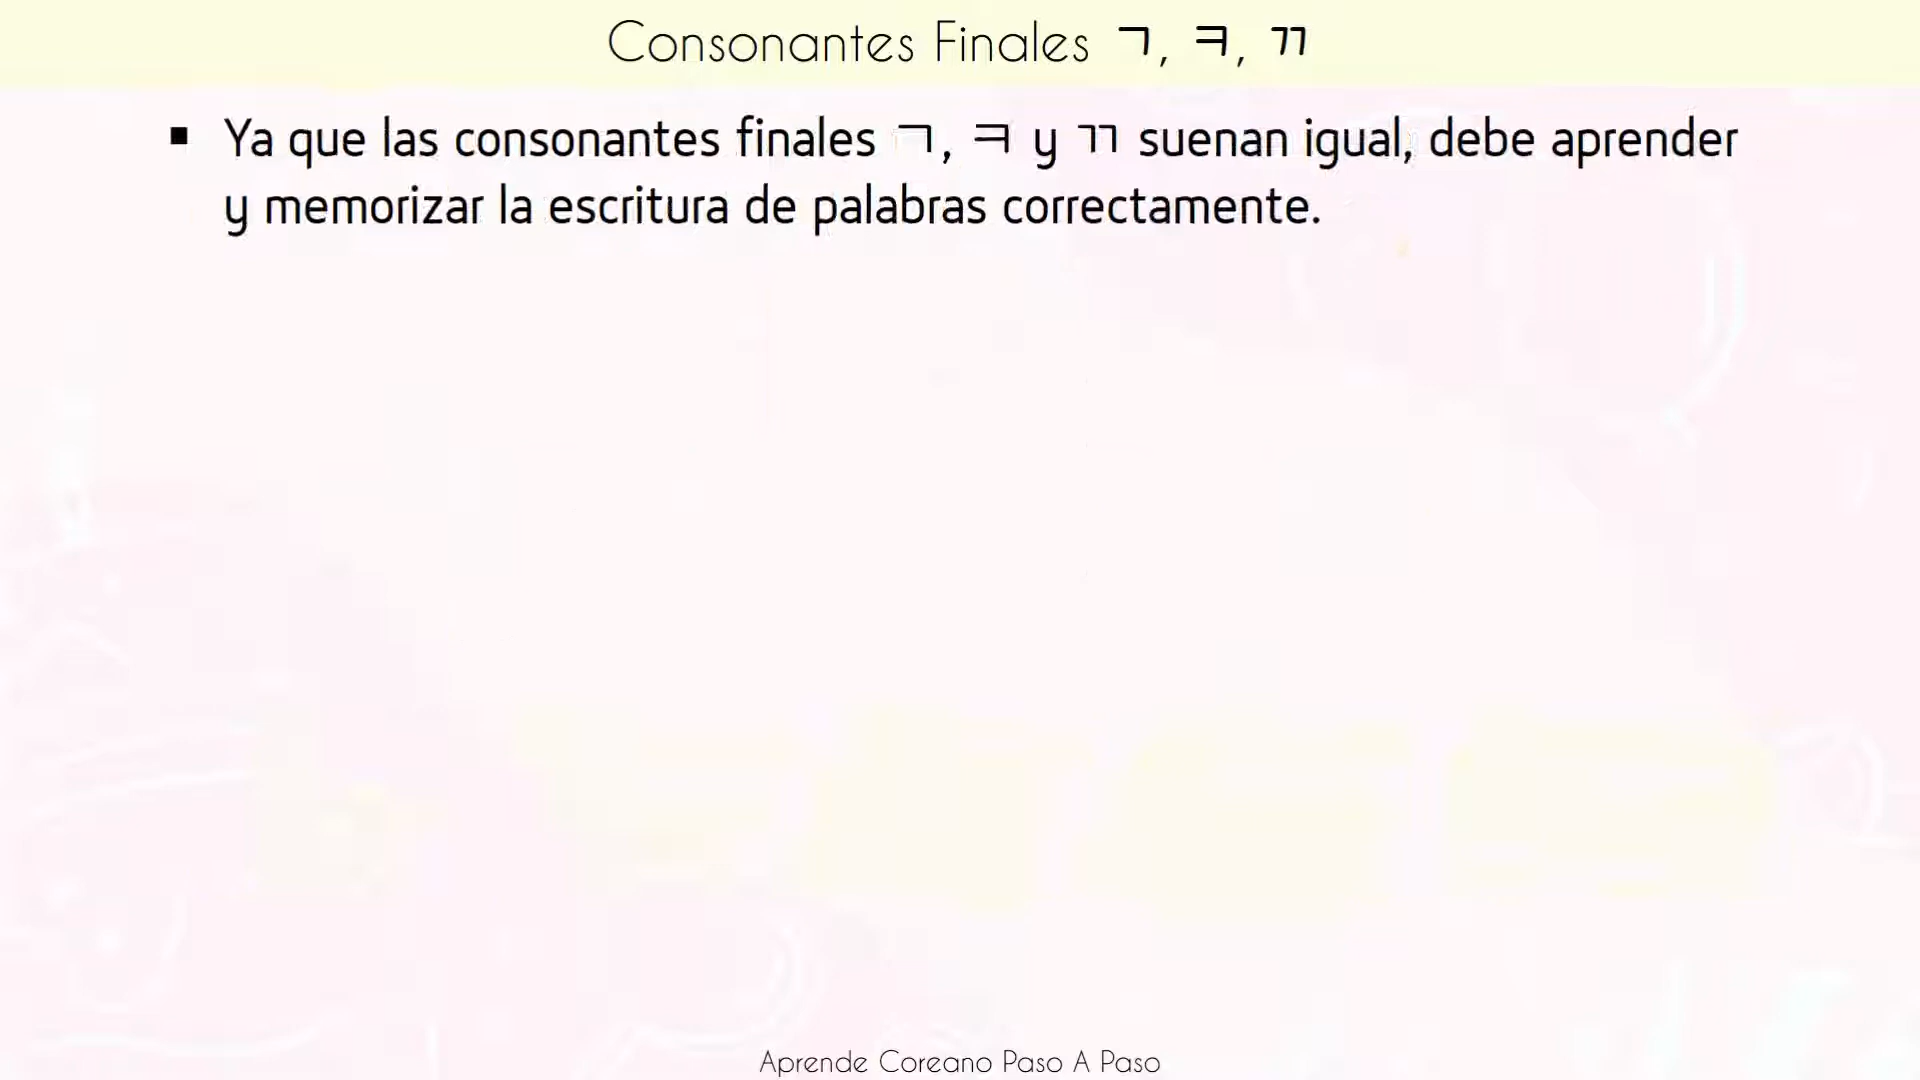 Consonantes Finales ㄱ, ㅋ, ㄲ
▪ Ya que las consonantes finales ㄱ, ㅋ y ㄲ suenan igual, debe aprender
y memorizar la escritura de palabras correctamente.
Aprende Coreano Paso A Paso